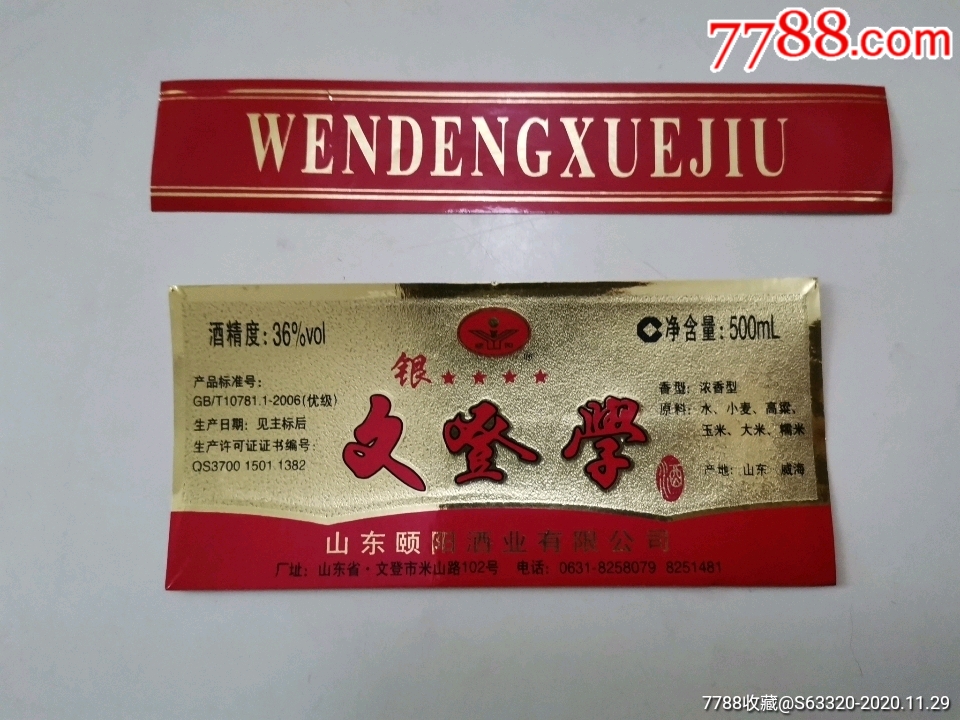 7788.com
WENDENGXUEJIU
酒精度：36%vol
净含量：500mL
银★★★★
产品标准号：
GB/T10781.1-2006(优级)
生产日期：见主标后
生产许可证证书编号：
QS3700 1501 1382
文登学
酒
香型：浓香型
原料：水、小麦、高粱、
玉米、大米、糯米
产地：山东 威海
山东颐阳酒业有限公司
厂址：山东省·文登市米山路102号 电话：0631-8258079 8251481
7788收藏@S63320-2020.11.29